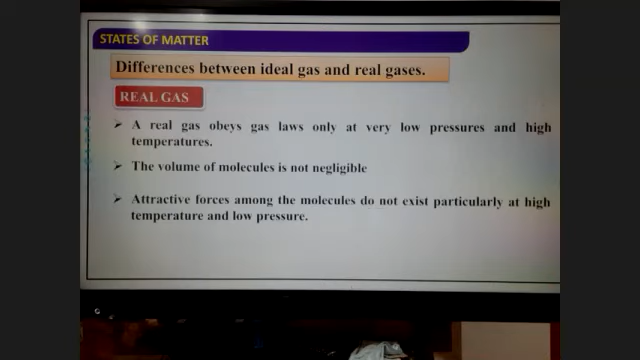 STATES OF MATTER
Differences between ideal gas and real gases.
REAL GAS
➢ A real gas obeys gas laws only at very low pressures and high
temperatures.
➢ The volume of molecules is not negligible
➢ Attractive forces among the molecules do not exist particularly at high
temperature and low pressure.